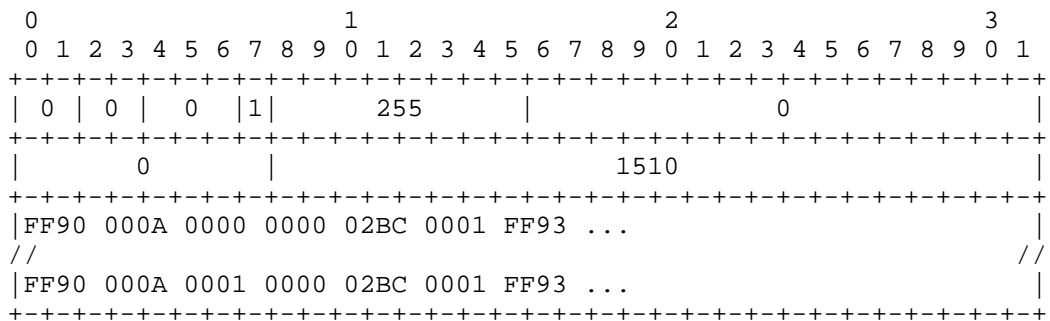 0                   1                   2                   3
 0 1 2 3 4 5 6 7 8 9 0 1 2 3 4 5 6 7 8 9 0 1 2 3 4 5 6 7 8 9 0 1
+-+-+-+-+-+-+-+-+-+-+-+-+-+-+-+-+-+-+-+-+-+-+-+-+-+-+-+-+-+-+-+-+
| 0 | 0 |  0  |1|      255      |               0               |
+-+-+-+-+-+-+-+-+-+-+-+-+-+-+-+-+-+-+-+-+-+-+-+-+-+-+-+-+-+-+-+-+
|       0       |                     1510                      |
+-+-+-+-+-+-+-+-+-+-+-+-+-+-+-+-+-+-+-+-+-+-+-+-+-+-+-+-+-+-+-+-+
|FF90 000A 0000 0000 02BC 0001 FF93 ...                         |
//                                                             //
|FF90 000A 0001 0000 02BC 0001 FF93 ...                         |
+-+-+-+-+-+-+-+-+-+-+-+-+-+-+-+-+-+-+-+-+-+-+-+-+-+-+-+-+-+-+-+-+